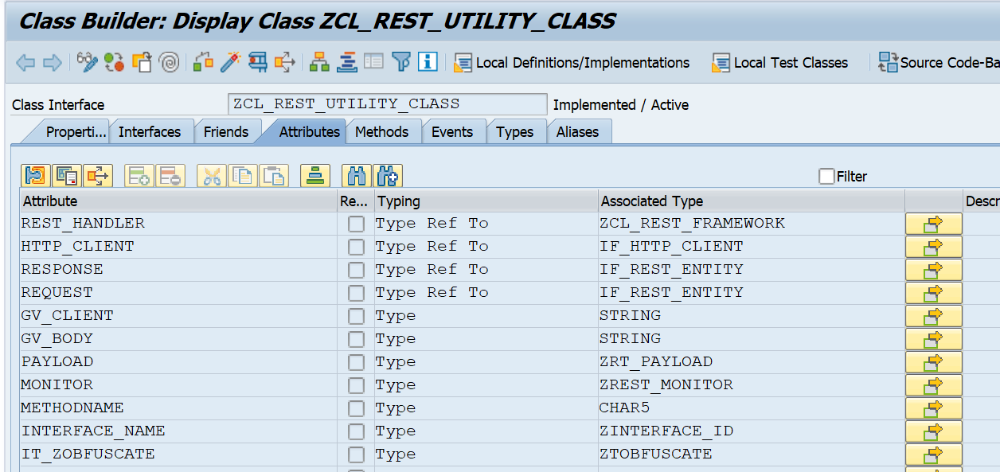 Class Builder: Display Class ZCL_REST_UTILITY_CLASS
Local Definitions/Implementations Local Test Classes Source Code-Ba
Class Interface ZCL_REST_UTILITY_CLASS Implemented / Active
Properti... Interfaces Friends Attributes Methods Events Types Aliases
Filter
Attribute Re... Typing Associated Type Descr
REST_HANDLER Type Ref To ZCL_REST_FRAMEWORK
HTTP_CLIENT Type Ref To IF_HTTP_CLIENT
RESPONSE Type Ref To IF_REST_ENTITY
REQUEST Type Ref To IF_REST_ENTITY
GV_CLIENT Type STRING
GV_BODY Type STRING
PAYLOAD Type ZRT_PAYLOAD
MONITOR Type ZREST_MONITOR
METHODNAME Type CHAR5
INTERFACE_NAME Type ZINTERFACE_ID
IT_ZOBFUSCATE Type ZTOBFUSCATE